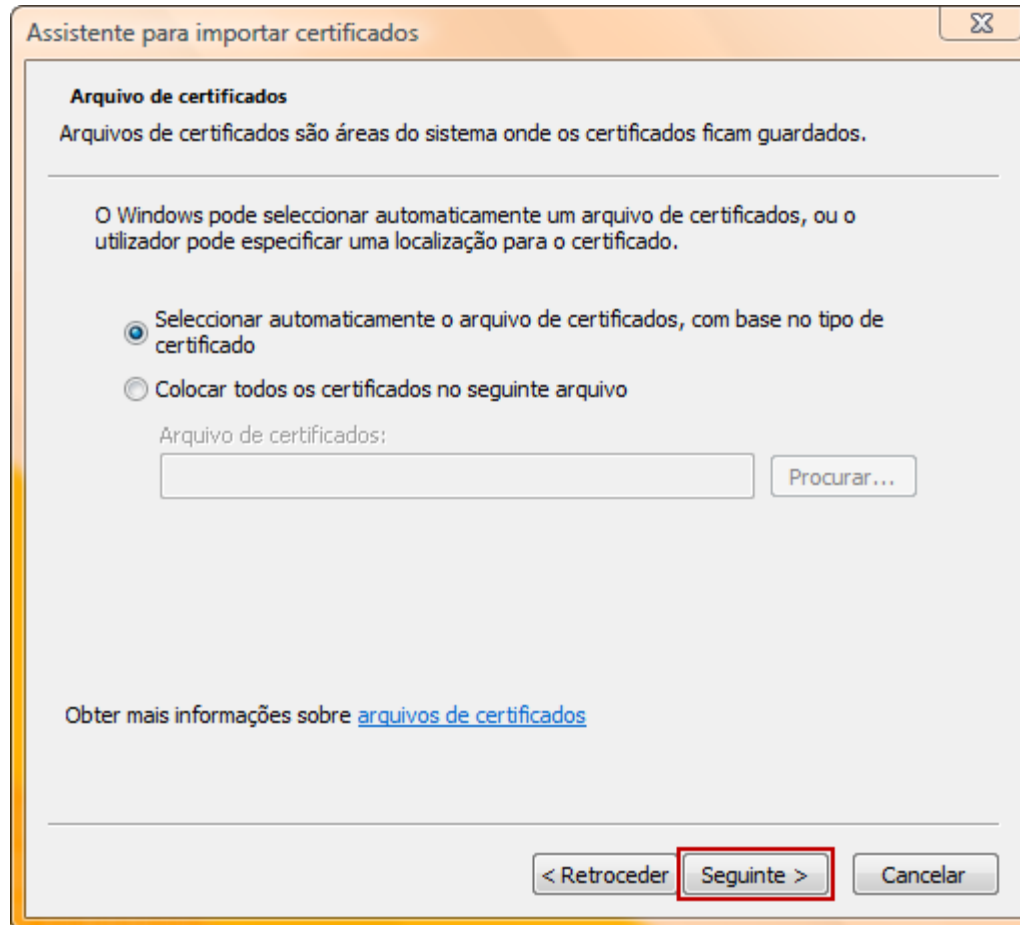 Assistente para importar certificados
Arquivo de certificados
Arquivos de certificados são áreas do sistema onde os certificados ficam guardados.
O Windows pode seleccionar automaticamente um arquivo de certificados, ou o
utilizador pode especificar uma localização para o certificado.
Seleccionar automaticamente o arquivo de certificados, com base no tipo de
certificado
Colocar todos os certificados no seguinte arquivo
Arquivo de certificados:
Procurar...
Obter mais informações sobre arquivos de certificados
< Retroceder Seguinte > Cancelar